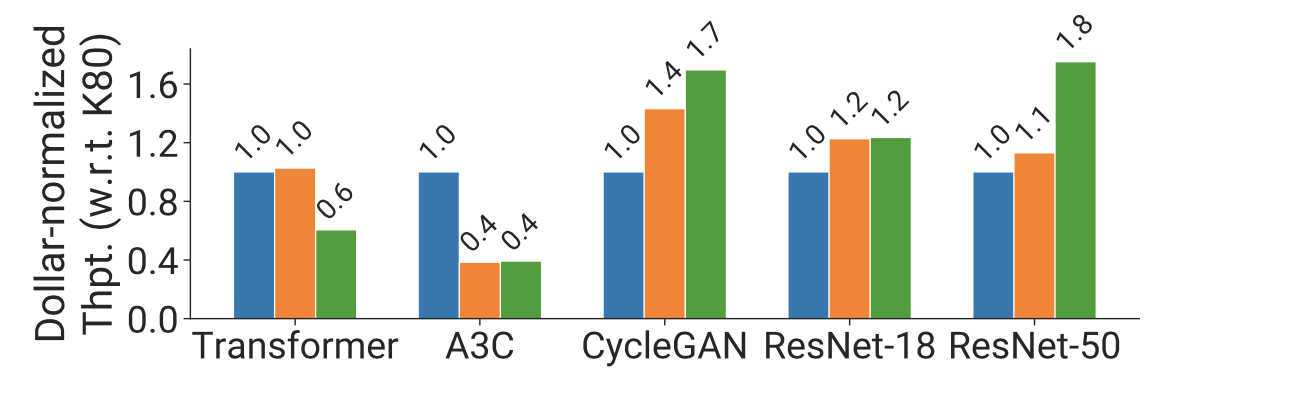 Dollar-normalized
Thpt. (w.r.t. K80)
1.6
1.2
0.8
0.4
0.0
1.0 1.0 0.6
1.0 0.4 0.4
1.0 1.4 1.7
1.0 1.2 1.2
1.0 1.1 1.8
Transformer A3C CycleGAN ResNet-18 ResNet-50